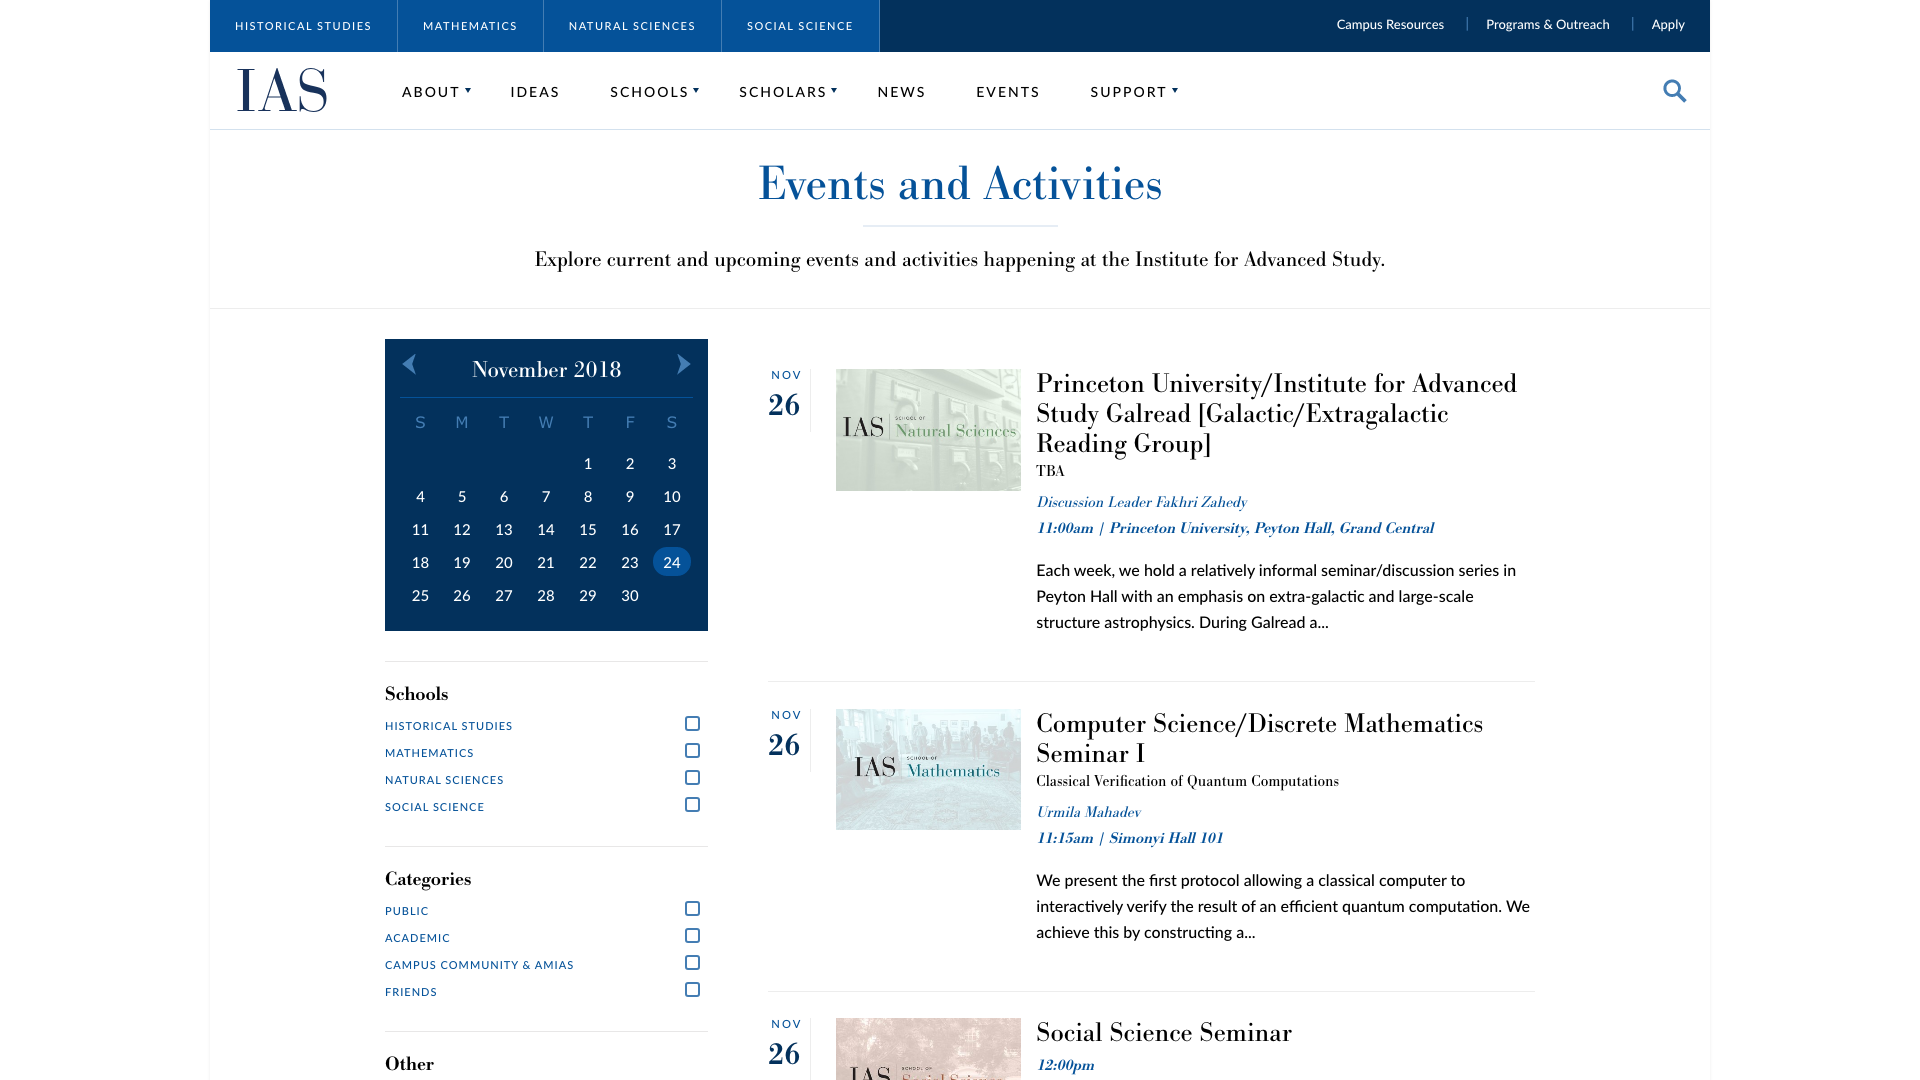 HISTORICAL STUDIES
MATHEMATICS
NATURAL SCIENCES
SOCIAL SCIENCE
Campus Resources
Programs & Outreach
Apply
IAS
ABOUT
IDEAS
SCHOOLS
SCHOLARS
NEWS
EVENTS
SUPPORT
Events and Activities
Explore current and upcoming events and activities happening at the Institute for Advanced Study.
November 2018
S M T W T F S
1 2 3
4 5 6 7 8 9 10
11 12 13 14 15 16 17
18 19 20 21 22 23 24
25 26 27 28 29 30
Schools
HISTORICAL STUDIES
MATHEMATICS
NATURAL SCIENCES
SOCIAL SCIENCE
Categories
PUBLIC
ACADEMIC
CAMPUS COMMUNITY & AMIAS
FRIENDS
Other
NOV
26
IAS
SCHOOL OF
Natural Sciences
Princeton University/Institute for Advanced
Study Galread [Galactic/Extragalactic
Reading Group]
TBA
Discussion Leader Fakhri Zahedy
11:00am | Princeton University, Peyton Hall, Grand Central
Each week, we hold a relatively informal seminar/discussion series in
Peyton Hall with an emphasis on extra-galactic and large-scale
structure astrophysics. During Galread a...
NOV
26
IAS
SCHOOL OF
Mathematics
Computer Science/Discrete Mathematics
Seminar I
Classical Verification of Quantum Computations
Urmila Mahadev
11:15am | Simonyi Hall 101
We present the first protocol allowing a classical computer to
interactively verify the result of an efficient quantum computation. We
achieve this by constructing a...
NOV
26
IAS
SCHOOL OF
Social Science
Social Science Seminar
12:00pm